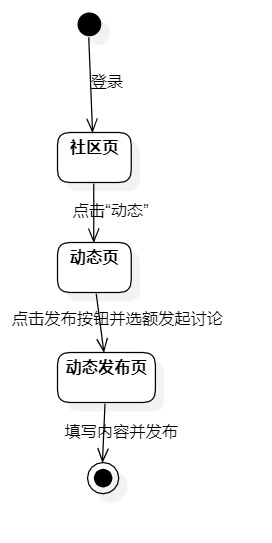 登录
社区页
点击“动态”
动态页
点击发布按钮并选额发起讨论
动态发布页
填写内容并发布